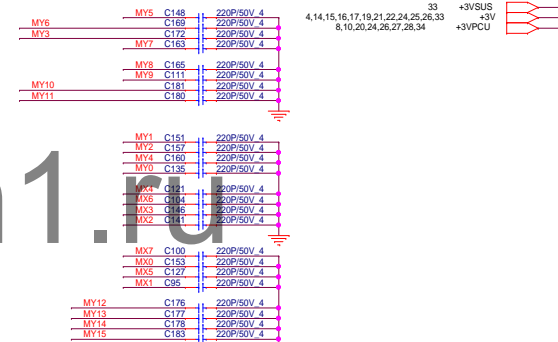 MY5 C148 220P/50V_4
MY6 C169 220P/50V_4
MY3 C172 220P/50V_4
MY7 C163 220P/50V_4
MY8 C165 220P/50V_4
MY9 C111 220P/50V_4
MY10 C181 220P/50V_4
MY11 C180 220P/50V_4
33 +3VSUS
4,14,15,16,17,19,21,22,24,25,26,33 +3V
8,10,20,24,26,27,28,34 +3VPCU
MY1 C151 220P/50V_4
MY2 C157 220P/50V_4
MY4 C160 220P/50V_4
MY0 C135 220P/50V_4
MX4 C121 220P/50V_4
MX6 C104 220P/50V_4
MX3 C146 220P/50V_4
MX2 C141 220P/50V_4
1.ru
MX7 C100 220P/50V_4
MX0 C153 220P/50V_4
MX5 C127 220P/50V_4
MX1 C95 220P/50V_4
MY12 C176 220P/50V_4
MY13 C177 220P/50V_4
MY14 C178 220P/50V_4
MY15 C183 220P/50V_4